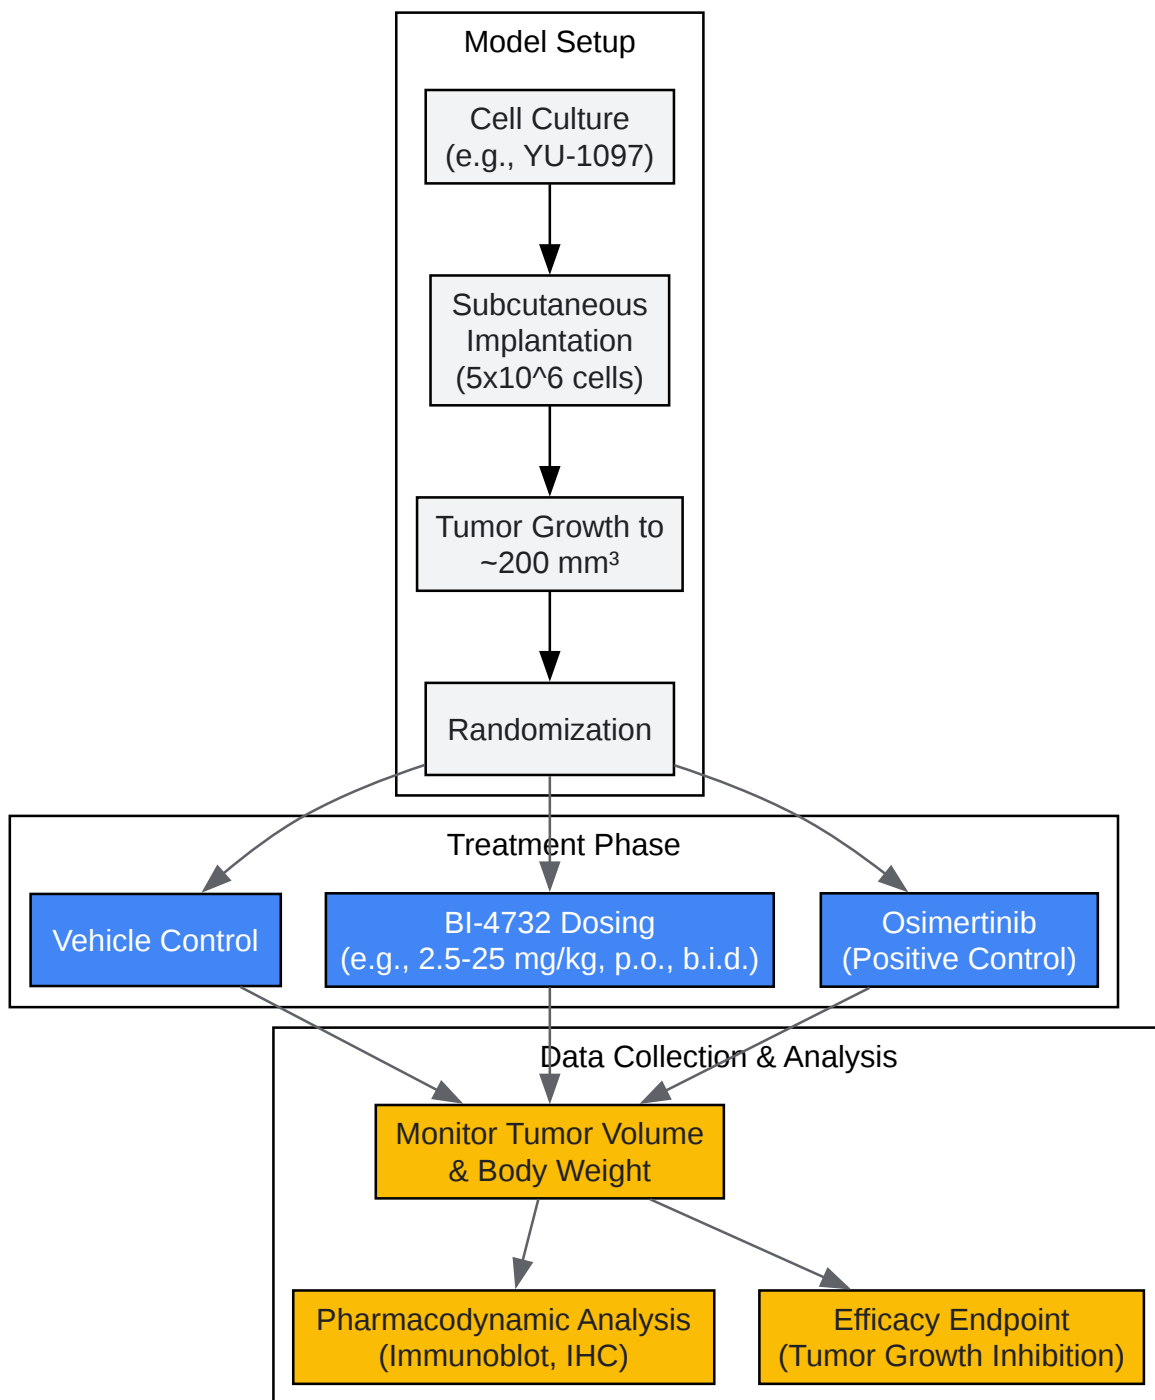 Model Setup
Cell Culture
(e.g., YU-1097)
Subcutaneous
Implantation
(5x10^6 cells)
Tumor Growth to
~200 mm³
Randomization
Treatment Phase
Vehicle Control
BI-4732 Dosing
(e.g., 2.5-25 mg/kg, p.o., b.i.d.)
Osimertinib
(Positive Control)
Data Collection & Analysis
Monitor Tumor Volume
& Body Weight
Pharmacodynamic Analysis
(Immunoblot, IHC)
Efficacy Endpoint
(Tumor Growth Inhibition)